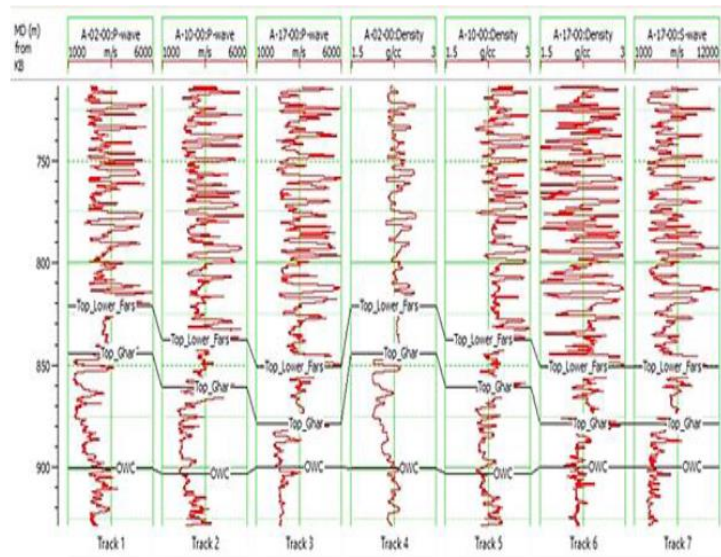 MD (m)
from
KB
A-02-00:P-wave
1000 m/s 6000
A-10-00:P-wave
1000 m/s 6000
A-17-00:P-wave
1000 m/s 6000
A-02-00:Density
1.5 g/cc 3
A-10-00:Density
1.5 g/cc 3
A-17-00:Density
1.5 g/cc 3
A-17-00:S-wave
1000 m/s 12000
750
800
850
900
Top_Lower_Fars
Top_Ghar
OWC
Top_Lower_Fars
Top_Ghar
OWC
Top_Lower_Fars
Top_Ghar
OWC
Top_Lower_Fars
Top_Ghar
OWC
Top_Lower_Fars
Top_Ghar
OWC
Top_Lower_Fars
Top_Ghar
OWC
Top_Lower_Fars
Top_Ghar
OWC
Track 1
Track 2
Track 3
Track 4
Track 5
Track 6
Track 7